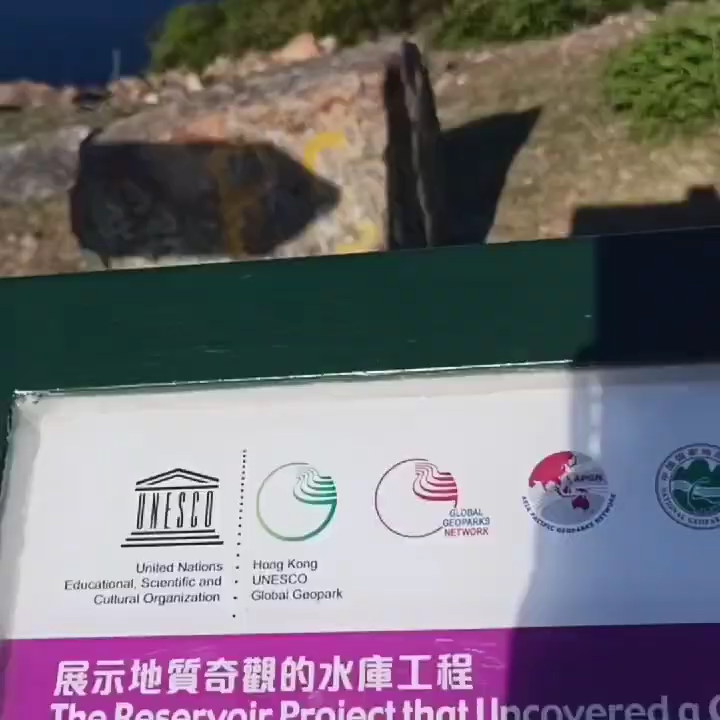 UNESCO
United Nations
Educational, Scientific and
Cultural Organization
Hong Kong
UNESCO
Global Geopark
GLOBAL
GEOPARKS
NETWORK
APGN
ASIA PACIFIC GEOPARKS NETWORK
展示地質奇觀的水庫工程
The Reservoir Project that Uncovered a